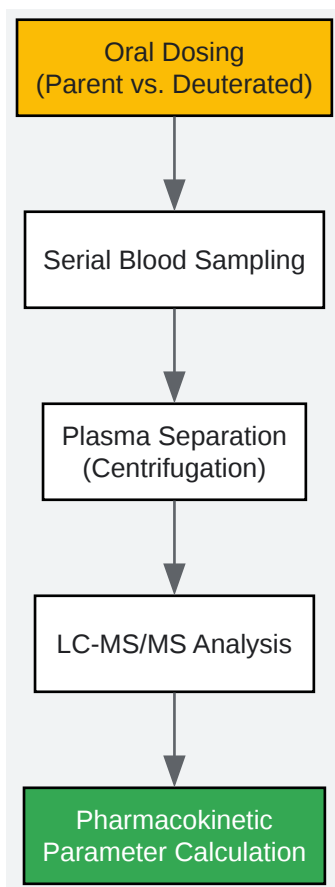 Oral Dosing
(Parent vs. Deuterated)
Serial Blood Sampling
Plasma Separation
(Centrifugation)
LC-MS/MS Analysis
Pharmacokinetic
Parameter Calculation